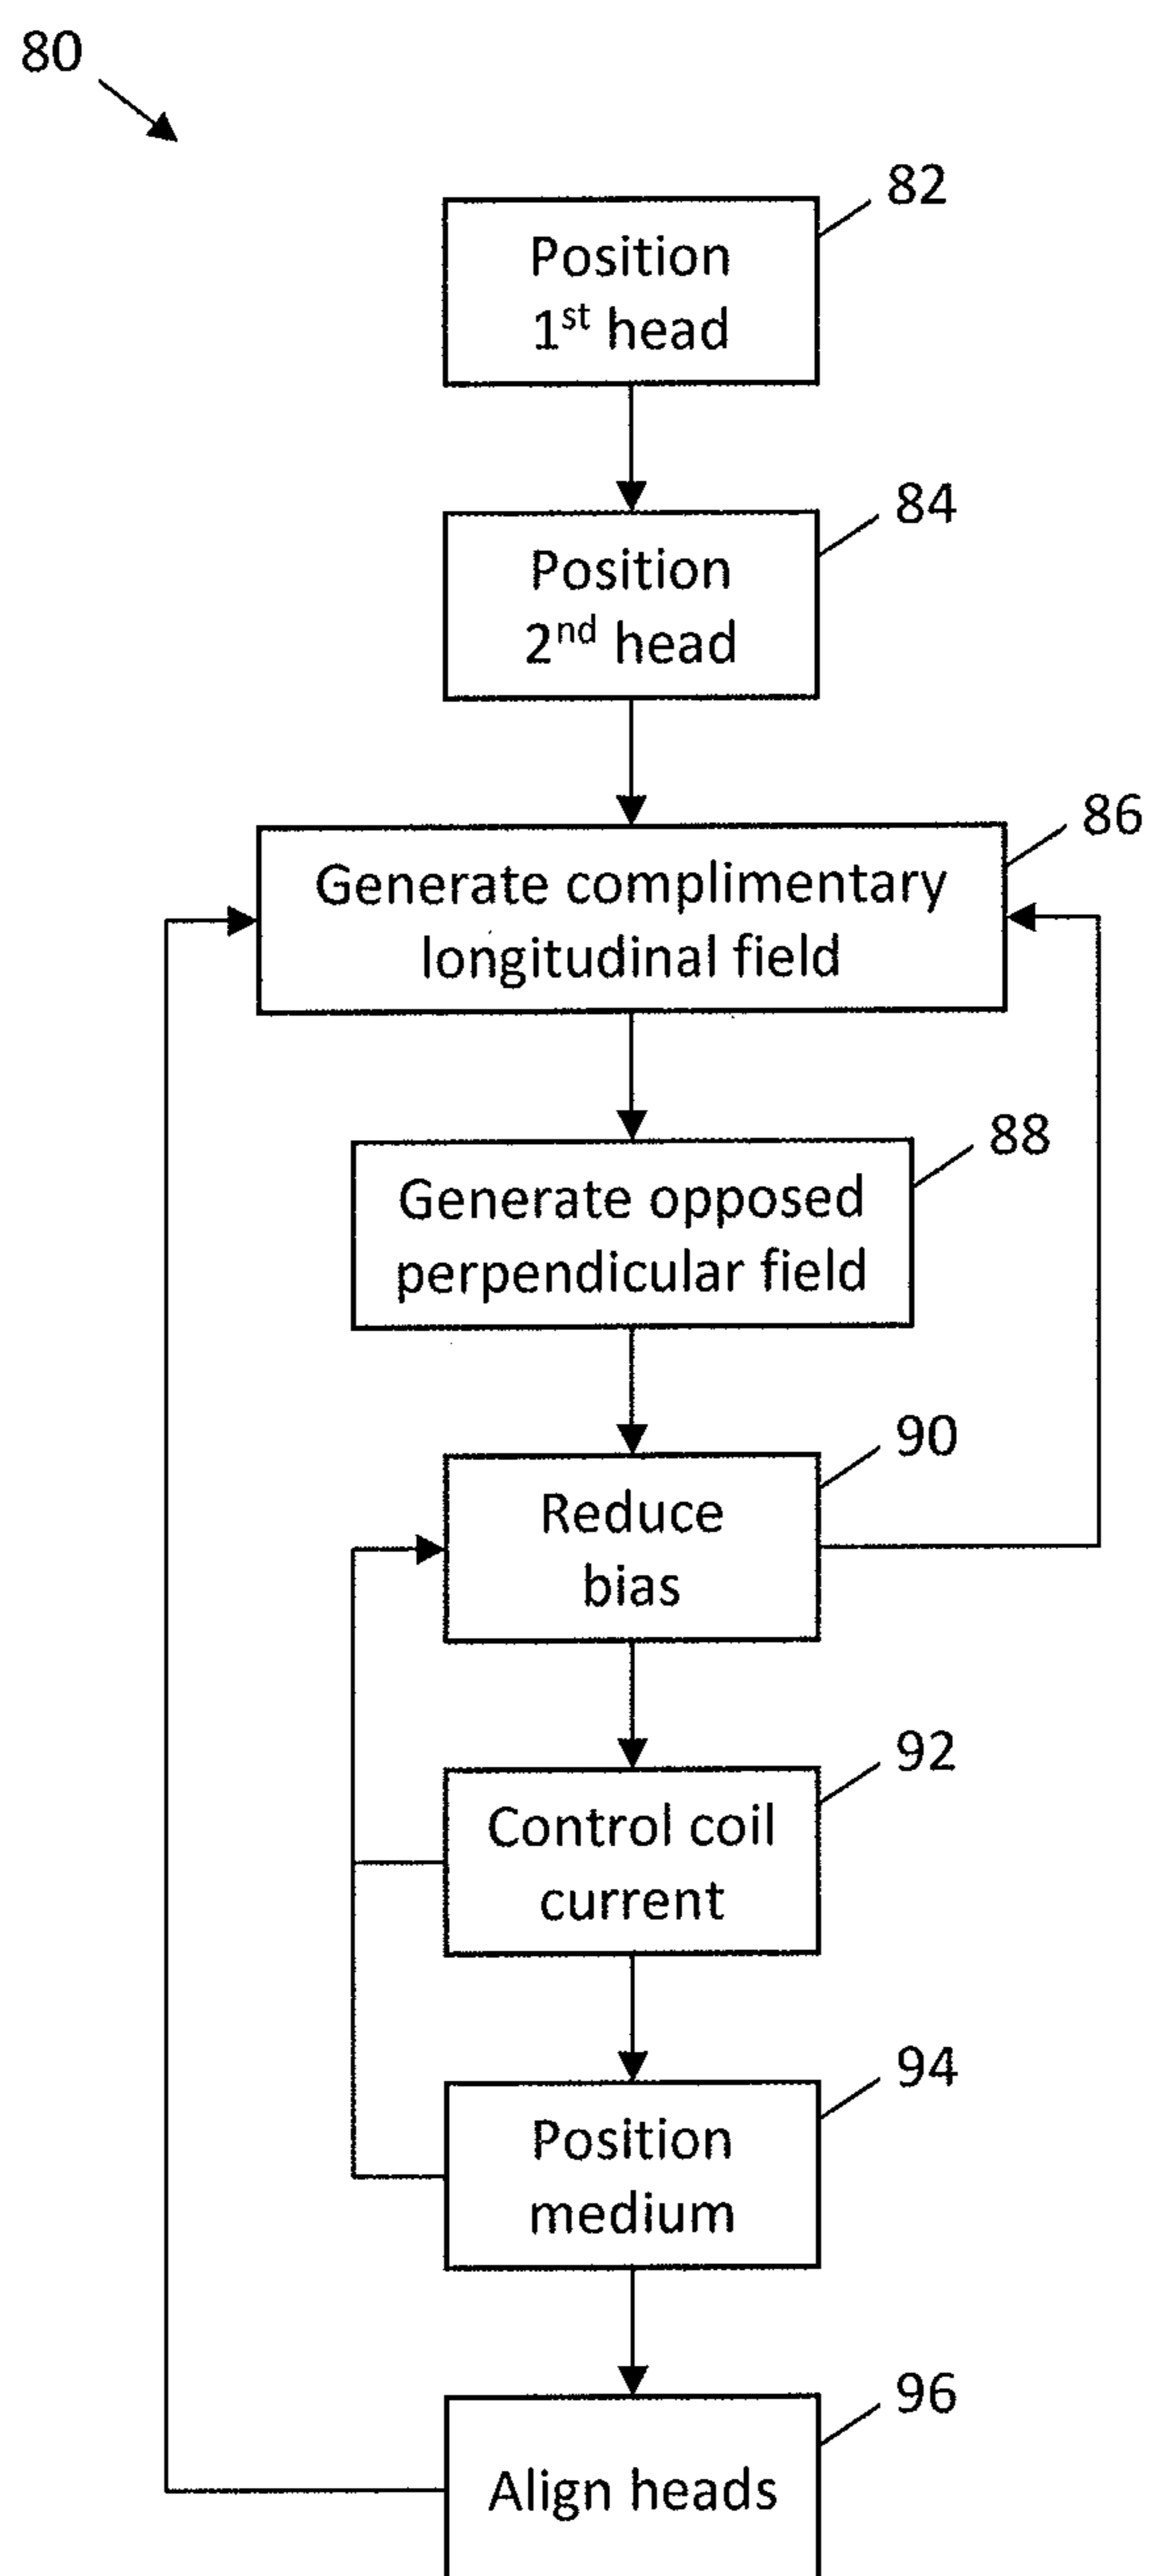 80
82
Position
1st head
84
Position
2nd head
86
Generate complimentary
longitudinal field
88
Generate opposed
perpendicular field
90
Reduce
bias
92
Control coil
current
94
Position
medium
96
Align heads